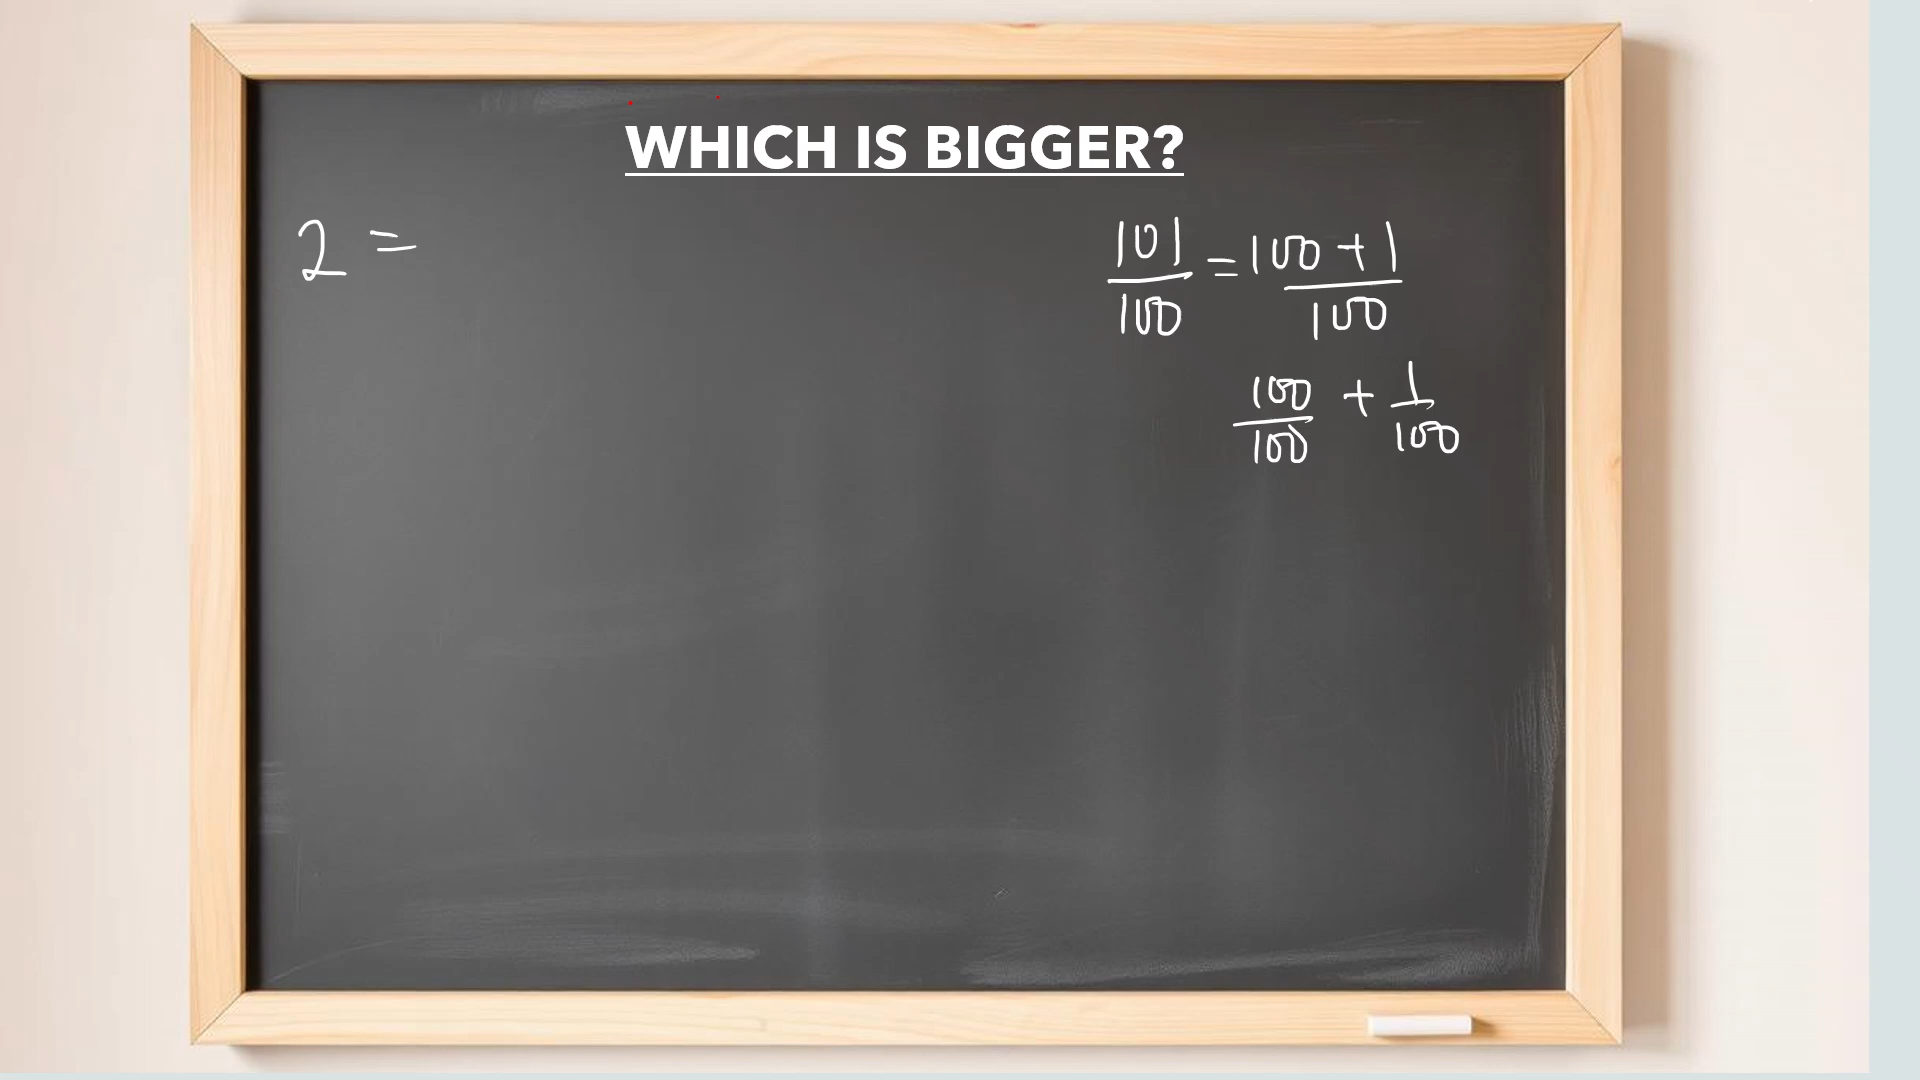 WHICH IS BIGGER?
2 =
101/100 = 100 + 1/100
100/100 + 1/100